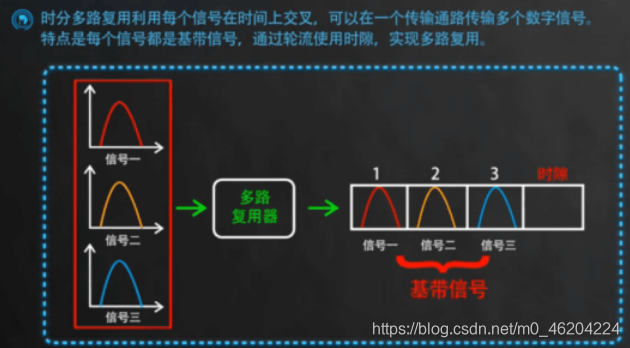 时分多路复用利用每个信号在时间上交叉，可以在一个传输通路传输多个数字信号。
特点是每个信号都是基带信号，通过轮流使用时隙，实现多路复用。
信号一
信号二
信号三
多路
复用器
1 2 3 时隙
信号一 信号二 信号三
基带信号
https://blog.csdn.net/m0_46204224